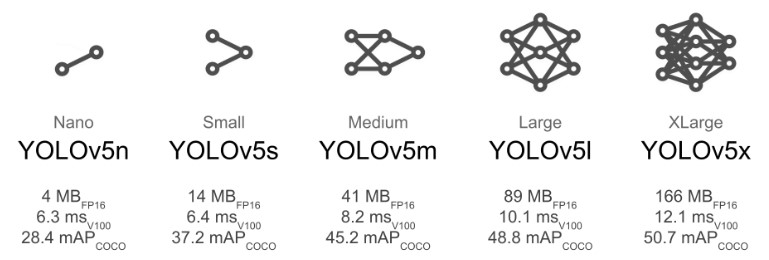 Nano Small Medium Large XLarge
YOLOv5n YOLOv5s YOLOv5m YOLOv5l YOLOv5x
4 MB FP16 14 MB FP16 41 MB FP16 89 MB FP16 166 MB FP16
6.3 ms V100 6.4 ms V100 8.2 ms V100 10.1 ms V100 12.1 ms V100
28.4 mAP COCO 37.2 mAP COCO 45.2 mAP COCO 48.8 mAP COCO 50.7 mAP COCO